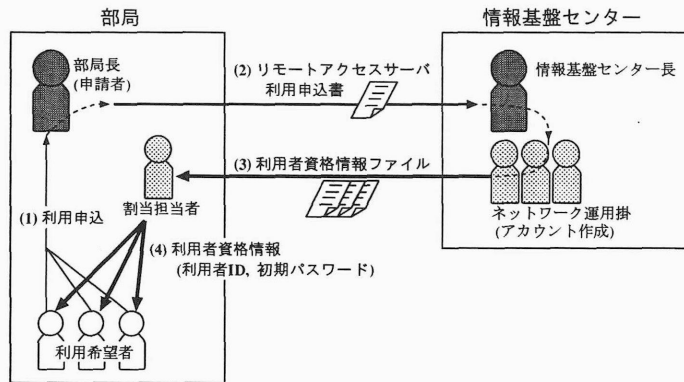 部局
情報基盤センター
部局長
(申請者)
(2) リモートアクセスサーバ
利用申込書
情報基盤センター長
(3) 利用者資格情報ファイル
割当担当者
ネットワーク運用掛
(アカウント作成)
(1) 利用申込
(4) 利用者資格情報
(利用者ID, 初期パスワード)
利用希望者